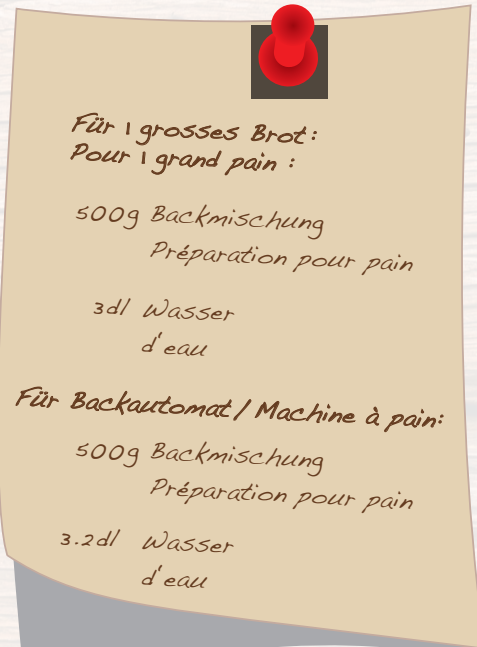 Für 1 grosses Brot:
Pour 1 grand pain :
500g Backmischung
Préparation pour pain
3dl Wasser
d'eau
Für Backautomat / Machine à pain:
500g Backmischung
Préparation pour pain
3.2dl Wasser
d'eau